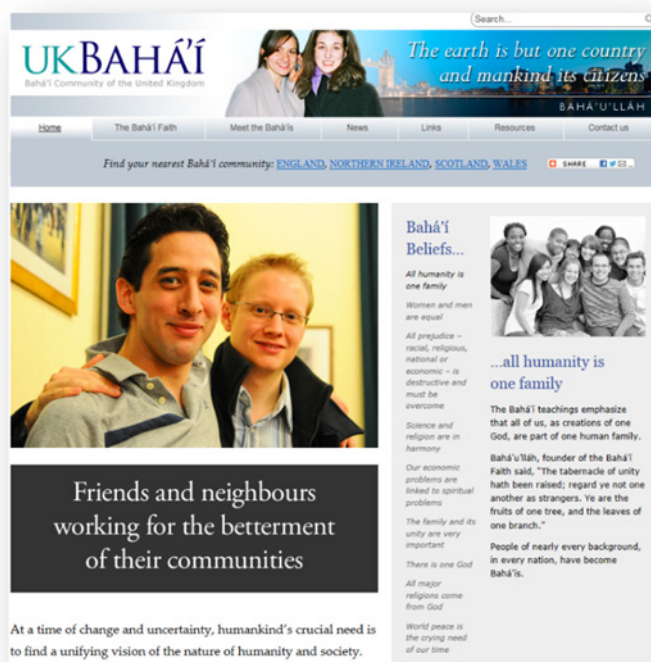 Search...
UKBAHÁ'Í
Bahá'í Community of the United Kingdom
The earth is but one country
and mankind its citizens
BAHÁ'U'LLÁH
Home
The Bahá'í Faith
Meet the Bahá'ís
News
Links
Resources
Contact us
Find your nearest Bahá'í community: ENGLAND, NORTHERN IRELAND, SCOTLAND, WALES
SHARE
Friends and neighbours
working for the betterment
of their communities
At a time of change and uncertainty, humankind's crucial need is
to find a unifying vision of the nature of humanity and society.
Bahá'í
Beliefs...
All humanity is
one family
Women and men
are equal
All prejudice –
racial, religious,
national or
economic – is
destructive and
must be
overcome
Science and
religion are in
harmony
Our economic
problems are
linked to spiritual
problems
The family and its
unity are very
important
There is one God
All major
religions come
from God
World peace is
the crying need
of our time
...all humanity is
one family
The Bahá'í teachings emphasize
that all of us, as creations of one
God, are part of one human family.
Bahá'u'lláh, founder of the Bahá'í
Faith said, "The tabernacle of unity
hath been raised; regard ye not one
another as strangers. Ye are the
fruits of one tree, and the leaves of
one branch."
People of nearly every background,
in every nation, have become
Bahá'ís.